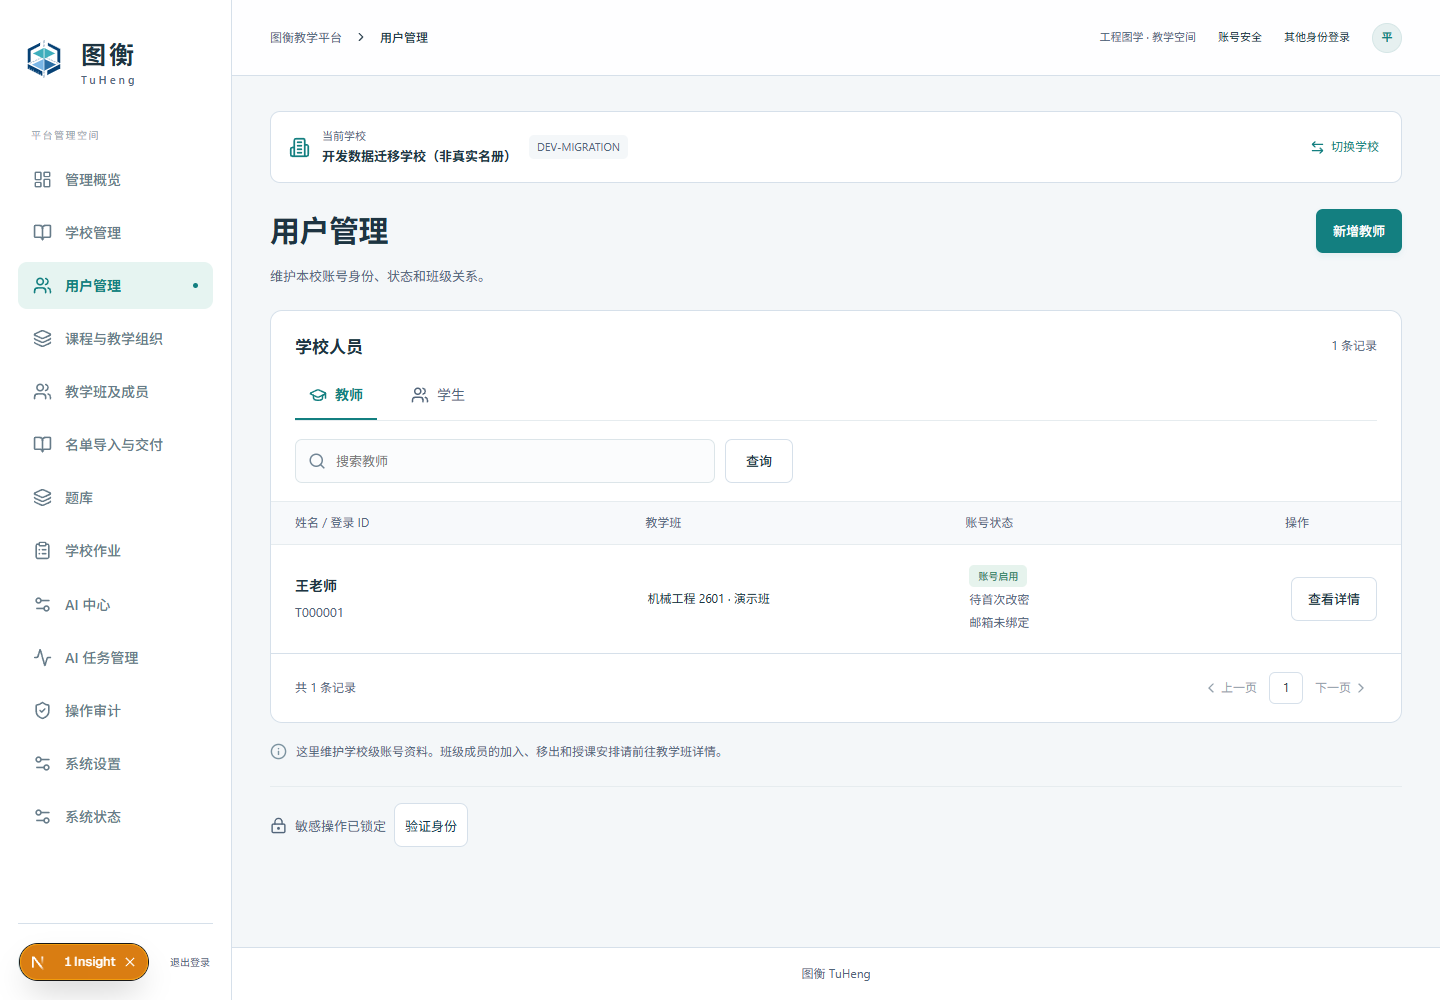 图衡
TuHeng
平台管理空间
管理概览
学校管理
用户管理
课程与教学组织
教学班及成员
名单导入与交付
题库
学校作业
AI 中心
AI 任务管理
操作审计
系统设置
系统状态
1 Insight
退出登录
图衡教学平台 > 用户管理
工程图学 · 教学空间 账号安全 其他身份登录 平
当前学校
开发数据迁移学校（非真实名册）
DEV-MIGRATION
切换学校
用户管理
新增教师
维护本校账号身份、状态和班级关系。
学校人员
1 条记录
教师 学生
搜索教师
查询
姓名 / 登录 ID 教学班 账号状态 操作
王老师
T000001
机械工程 2601 · 演示班
账号启用
待首次改密
邮箱未绑定
查看详情
共 1 条记录
上一页 1 下一页
这里维护学校级账号资料。班级成员的加入、移出和授课安排请前往教学班详情。
敏感操作已锁定 验证身份
图衡 TuHeng